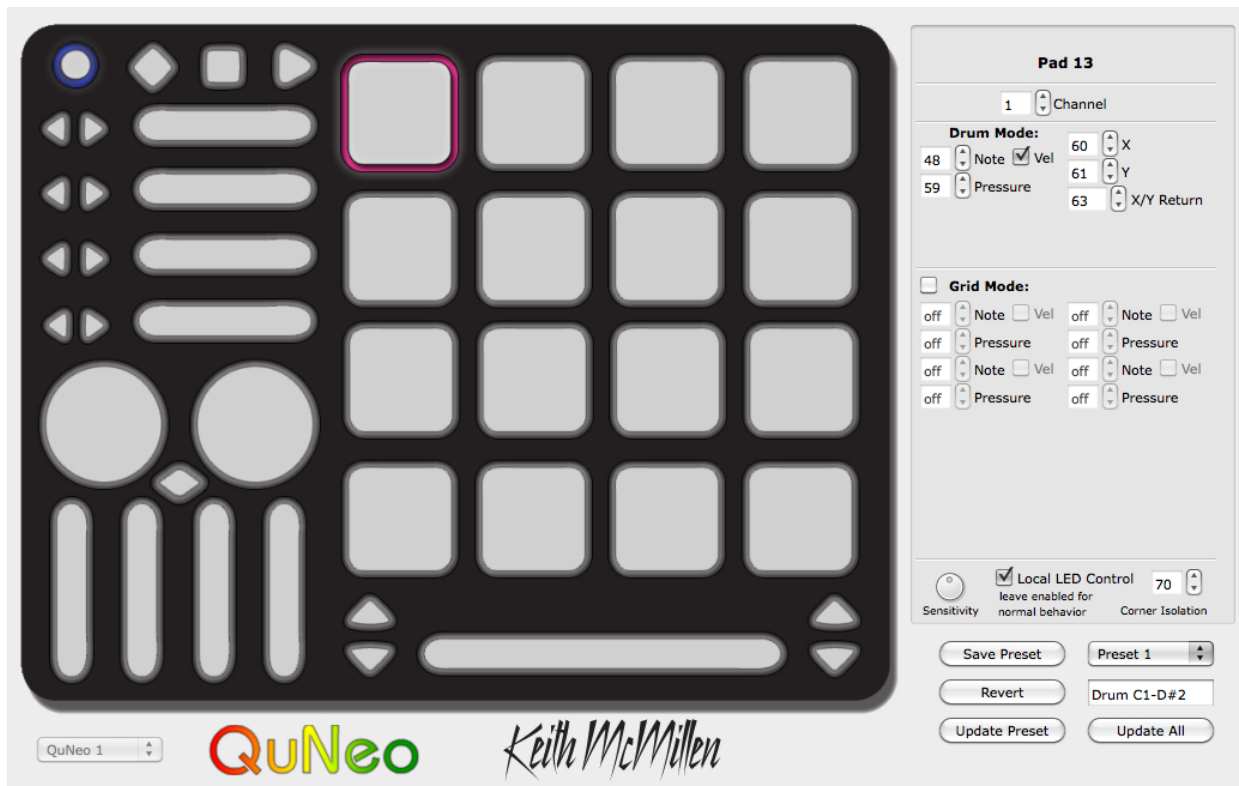 Pad 13
1 Channel
Drum Mode:
48 Note Vel
59 Pressure
60 X
61 Y
63 X/Y Return
Grid Mode:
off Note Vel off Note Vel
off Pressure off Pressure
off Note Vel off Note Vel
off Pressure off Pressure
Sensitivity
Local LED Control
leave enabled for
normal behavior
70
Corner Isolation
Save Preset Preset 1
Revert Drum C1-D#2
Update Preset Update All
QuNeo 1
QuNeo
Keith McMillen